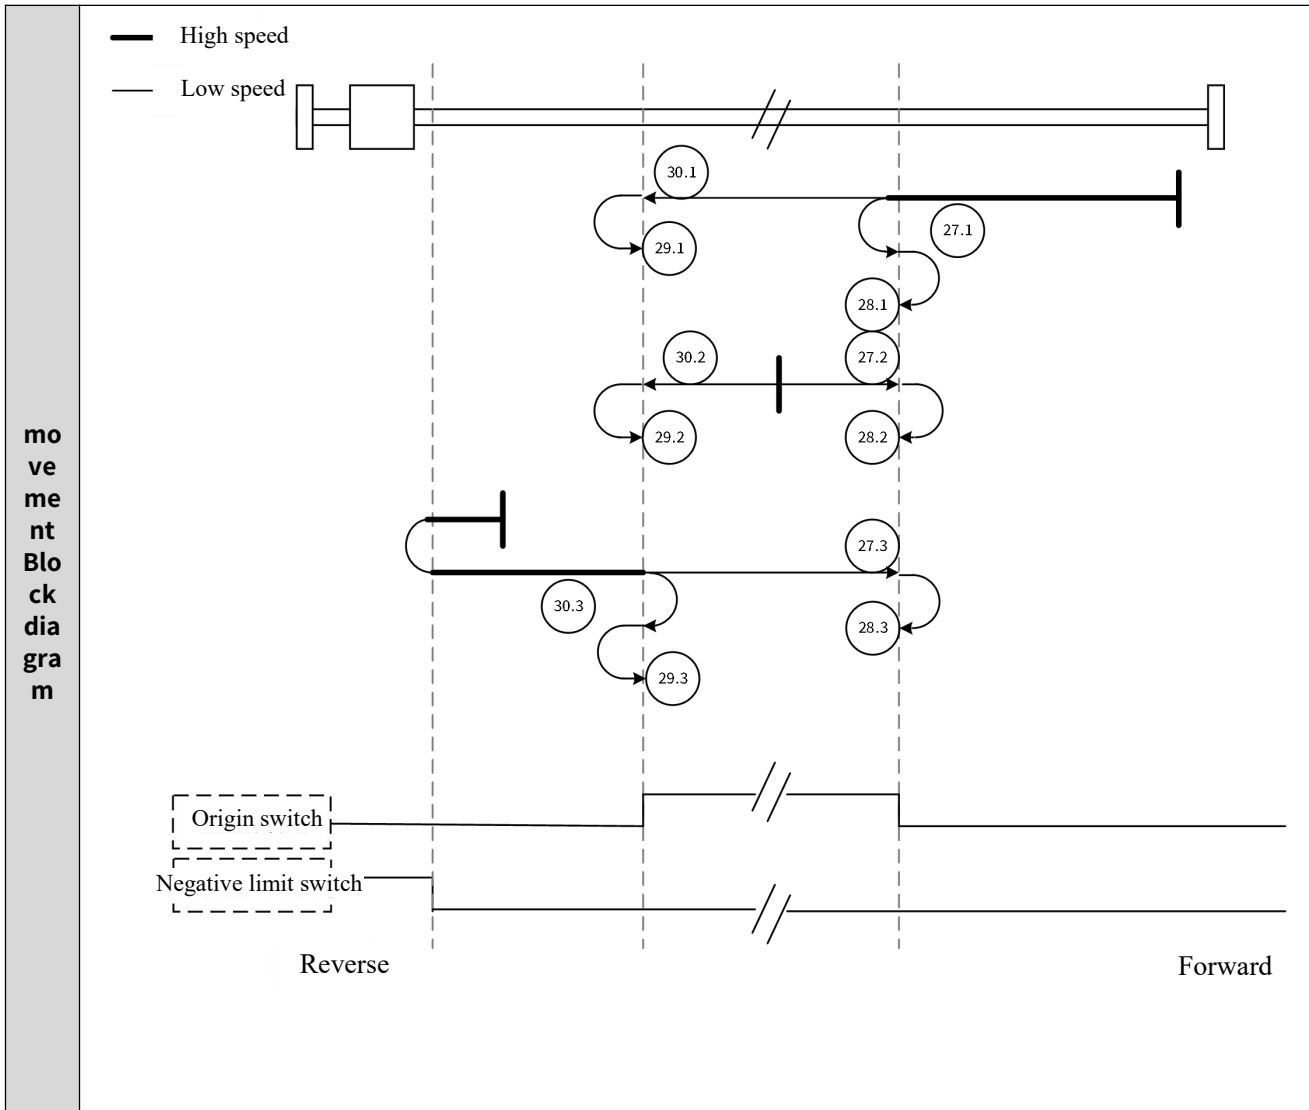 High speed
Low speed
30.1
27.1
29.1
28.1
30.2
27.2
29.2
28.2
mo
ve
me
nt
Blo
ck
dia
gra
m
27.3
30.3
28.3
29.3
Origin switch
Negative limit switch
Reverse
Forward